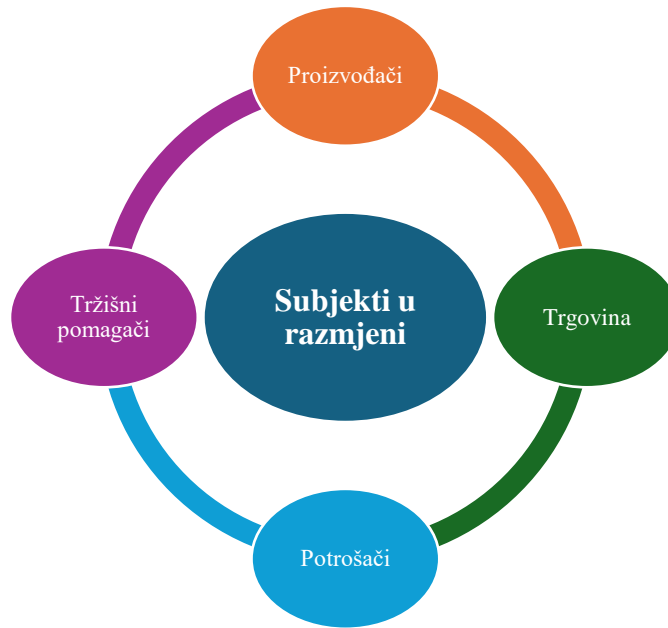 Proizvođači
Tržišni
pomagači
Subjekti u
razmjeni
Trgovina
Potrošači